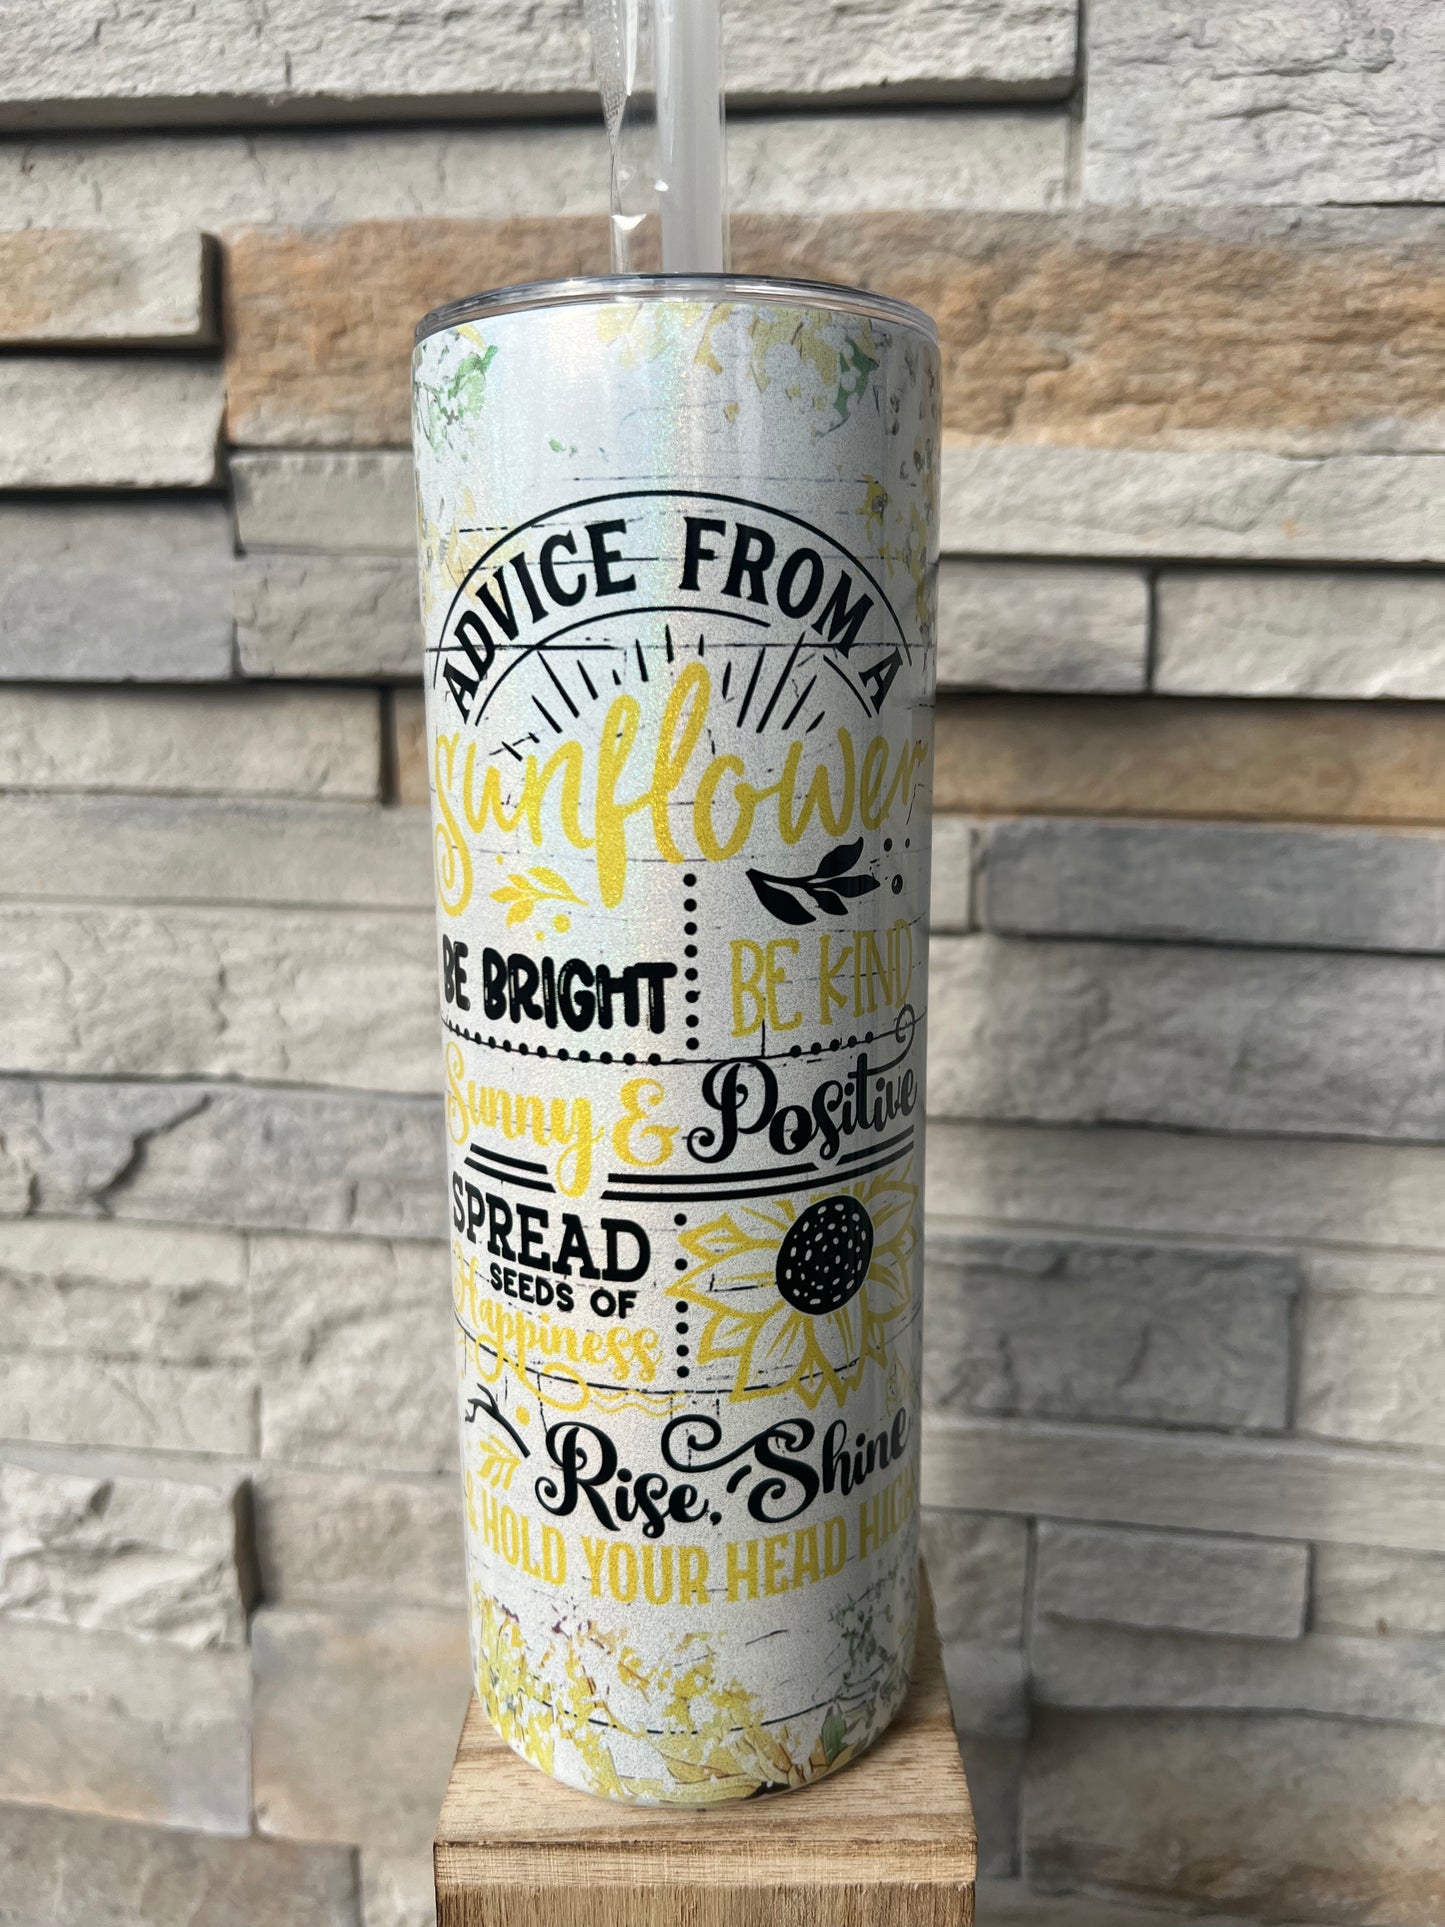 ADVICE FROM A
Sunflower
BE BRIGHT
BE KIND
Sunny & Positive
SPREAD
SEEDS OF
Happiness
Rise, Shine
& HOLD YOUR HEAD HIGH